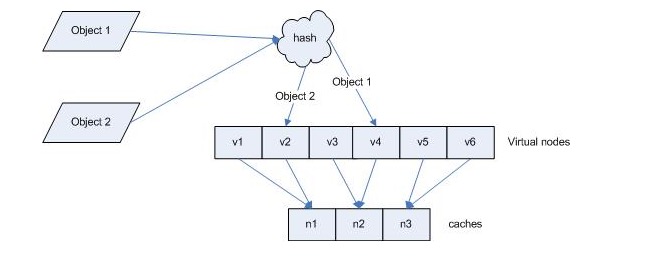 Object 1
hash
Object 1
Object 2
Object 2
v1 v2 v3 v4 v5 v6 Virtual nodes
n1 n2 n3 caches